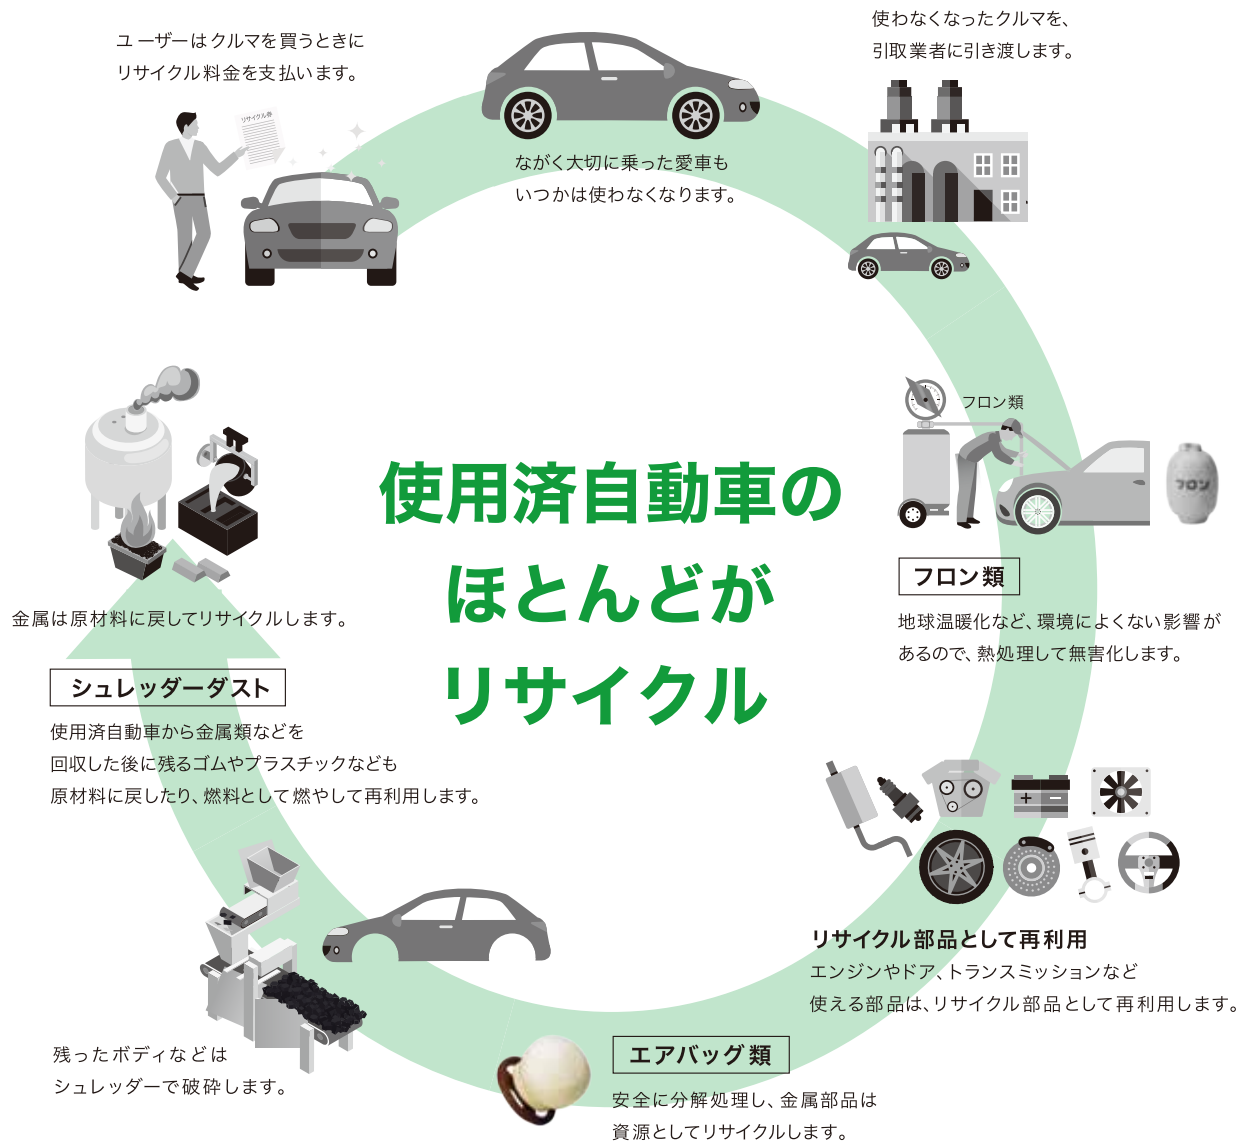 ユーザーはクルマを買うときに
リサイクル料金を支払います。
リサイクル券
ながく大切に乗った愛車も
いつかは使わなくなります。
使わなくなったクルマを、
引取業者に引き渡します。
フロン類
フロン
フロン類
地球温暖化など、環境によくない影響が
あるので、熱処理して無害化します。
使用済自動車の
ほとんどが
リサイクル
リサイクル部品として再利用
エンジンやドア、トランスミッションなど
使える部品は、リサイクル部品として再利用します。
エアバッグ類
安全に分解処理し、金属部品は
資源としてリサイクルします。
残ったボディなどは
シュレッダーで破砕します。
シュレッダーダスト
使用済自動車から金属類などを
回収した後に残るゴムやプラスチックなども
原材料に戻したり、燃料として燃やして再利用します。
金属は原材料に戻してリサイクルします。